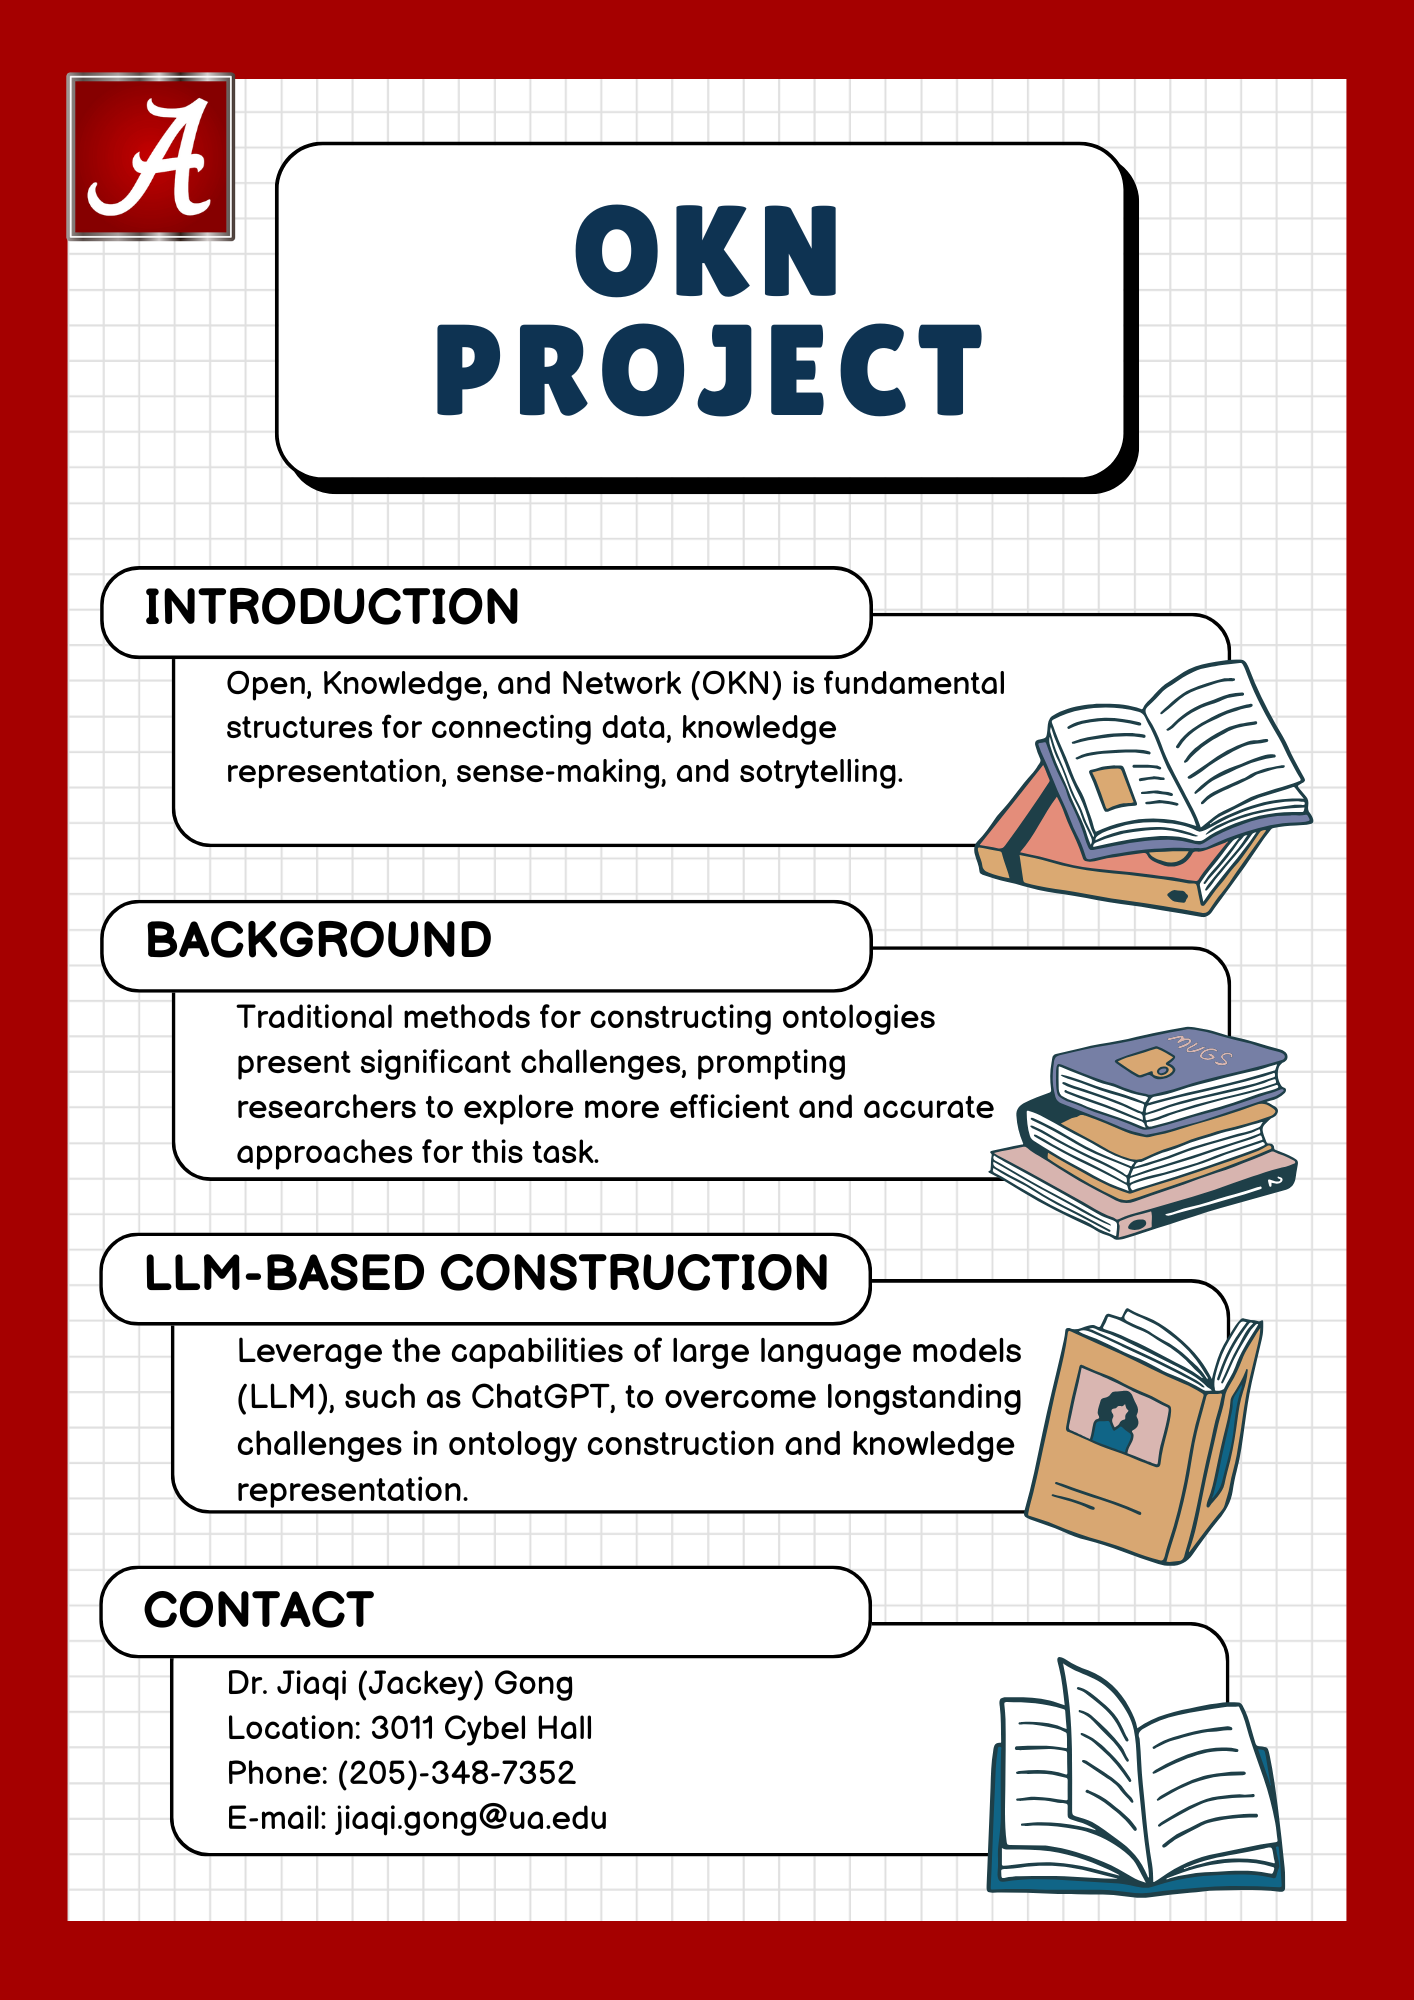 A
OKN
PROJECT
INTRODUCTION
Open, Knowledge, and Network (OKN) is fundamental
structures for connecting data, knowledge
representation, sense-making, and sotrytelling.
BACKGROUND
Traditional methods for constructing ontologies
present significant challenges, prompting
researchers to explore more efficient and accurate
approaches for this task.
MUGS
2
LLM-BASED CONSTRUCTION
Leverage the capabilities of large language models
(LLM), such as ChatGPT, to overcome longstanding
challenges in ontology construction and knowledge
representation.
CONTACT
Dr. Jiaqi (Jackey) Gong
Location: 3011 Cybel Hall
Phone: (205)-348-7352
E-mail: jiaqi.gong@ua.edu